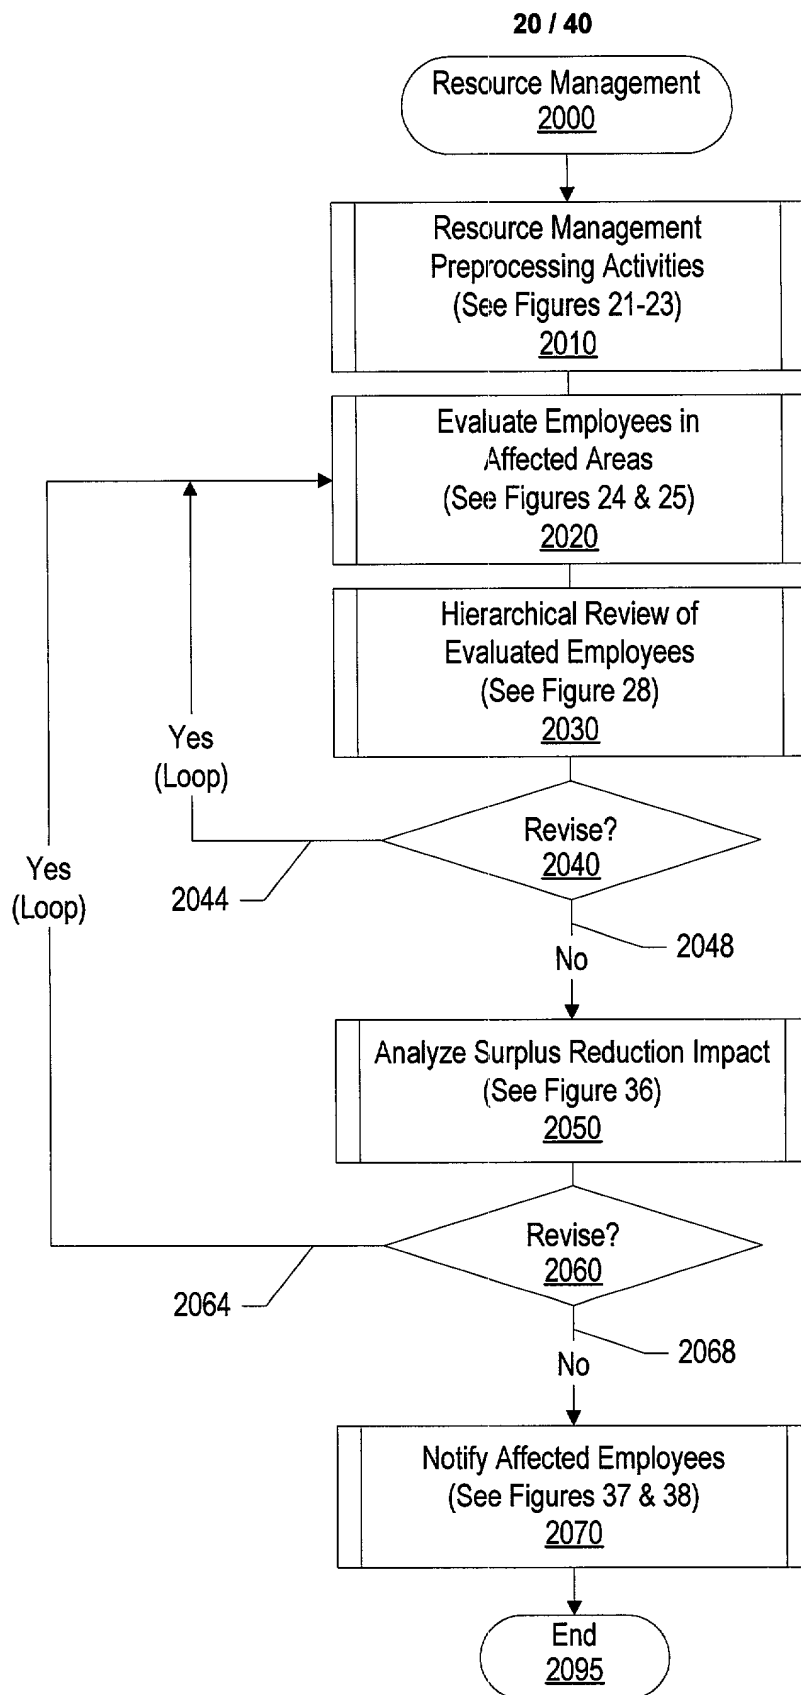 20 / 40
Resource Management
2000
Resource Management
Preprocessing Activities
(See Figures 21-23)
2010
Evaluate Employees in
Affected Areas
(See Figures 24 & 25)
2020
Hierarchical Review of
Evaluated Employees
(See Figure 28)
2030
Yes
(Loop)
Revise?
2040
2044
Yes
(Loop)
2048
No
Analyze Surplus Reduction Impact
(See Figure 36)
2050
Revise?
2060
2064
2068
No
Notify Affected Employees
(See Figures 37 & 38)
2070
End
2095